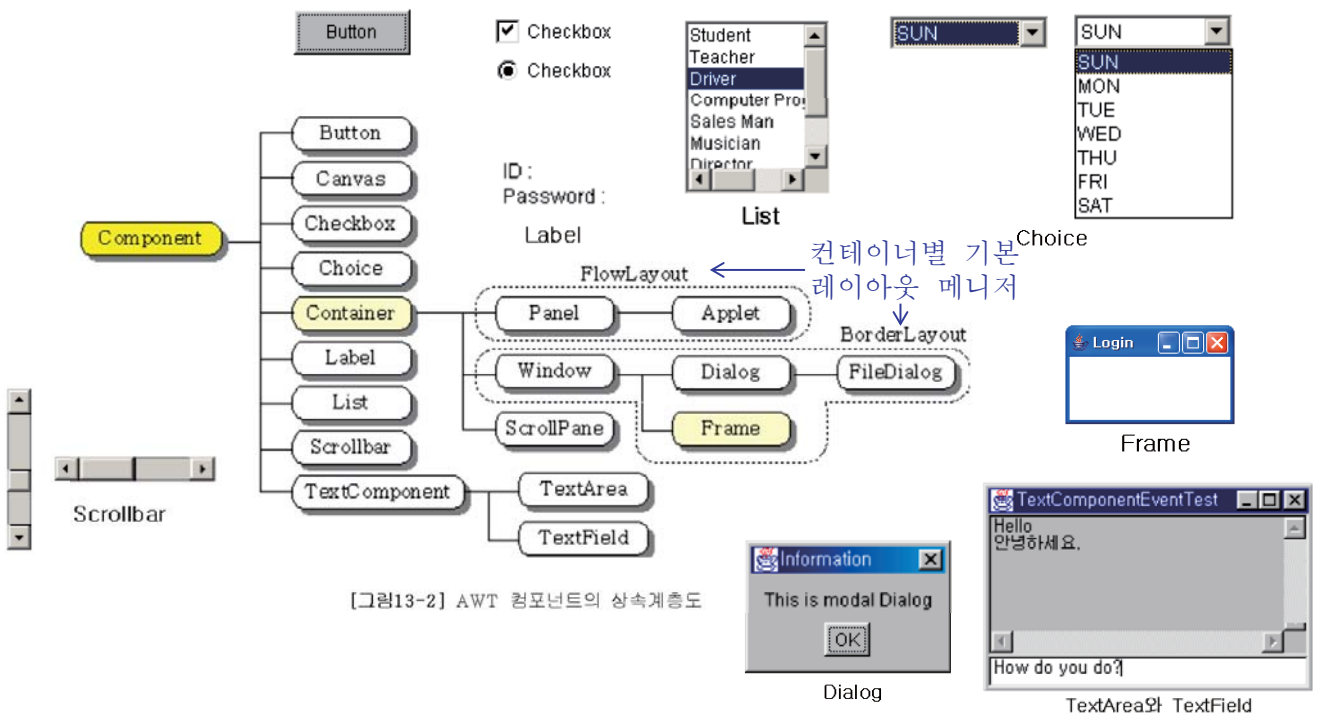 Button
Checkbox
Checkbox
Student
Teacher
Driver
Computer Pro
Sales Man
Musician
Director
List
SUN
SUN
SUN
MON
TUE
WED
THU
FRI
SAT
Choice
ID :
Password :
Label
컨테이너별 기본
레이아웃 메니저
Component
Button
Canvas
Checkbox
Choice
Container
Label
List
Scrollbar
TextComponent
FlowLayout
Panel
Applet
BorderLayout
Window
Dialog
FileDialog
ScrollPane
Frame
TextArea
TextField
Scrollbar
Login
Frame
[그림13-2] AWT 컴포넌트의 상속계층도
Information
This is modal Dialog
OK
Dialog
TextComponentEventTest
Hello
안녕하세요.
How do you do?
TextArea와 TextField